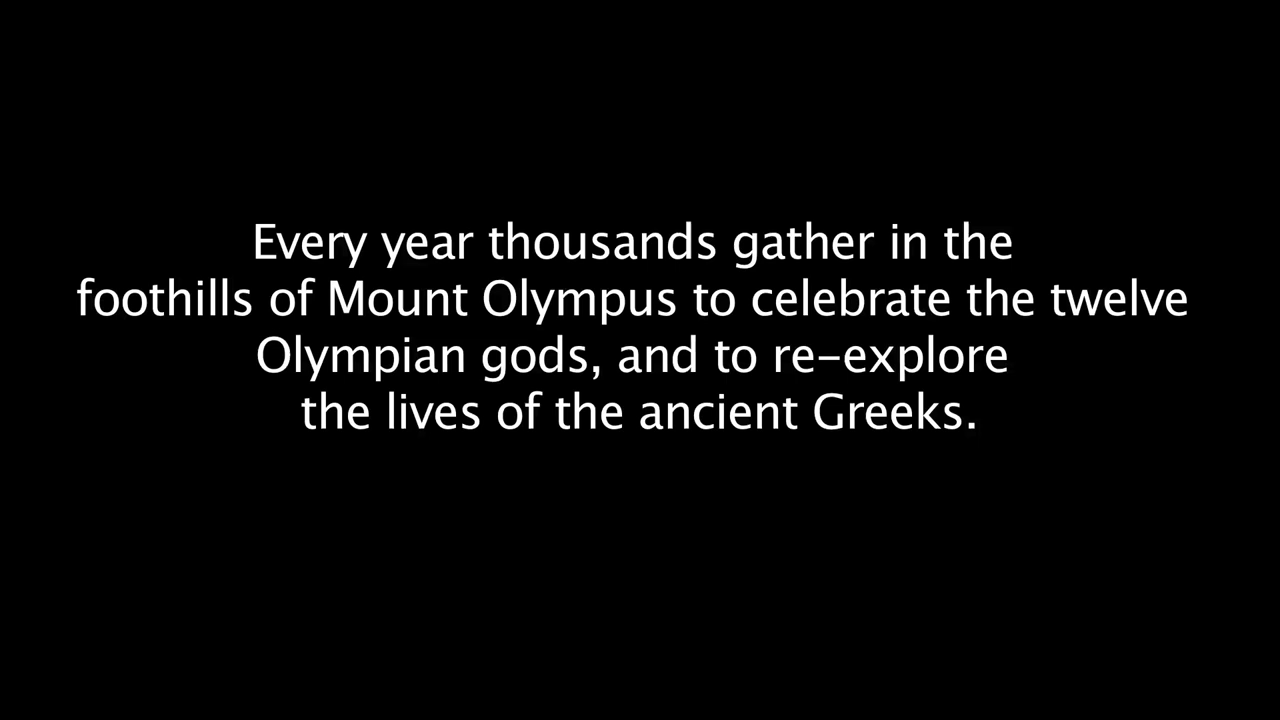 Every year thousands gather in the
foothills of Mount Olympus to celebrate the twelve
Olympian gods, and to re-explore
the lives of the ancient Greeks.